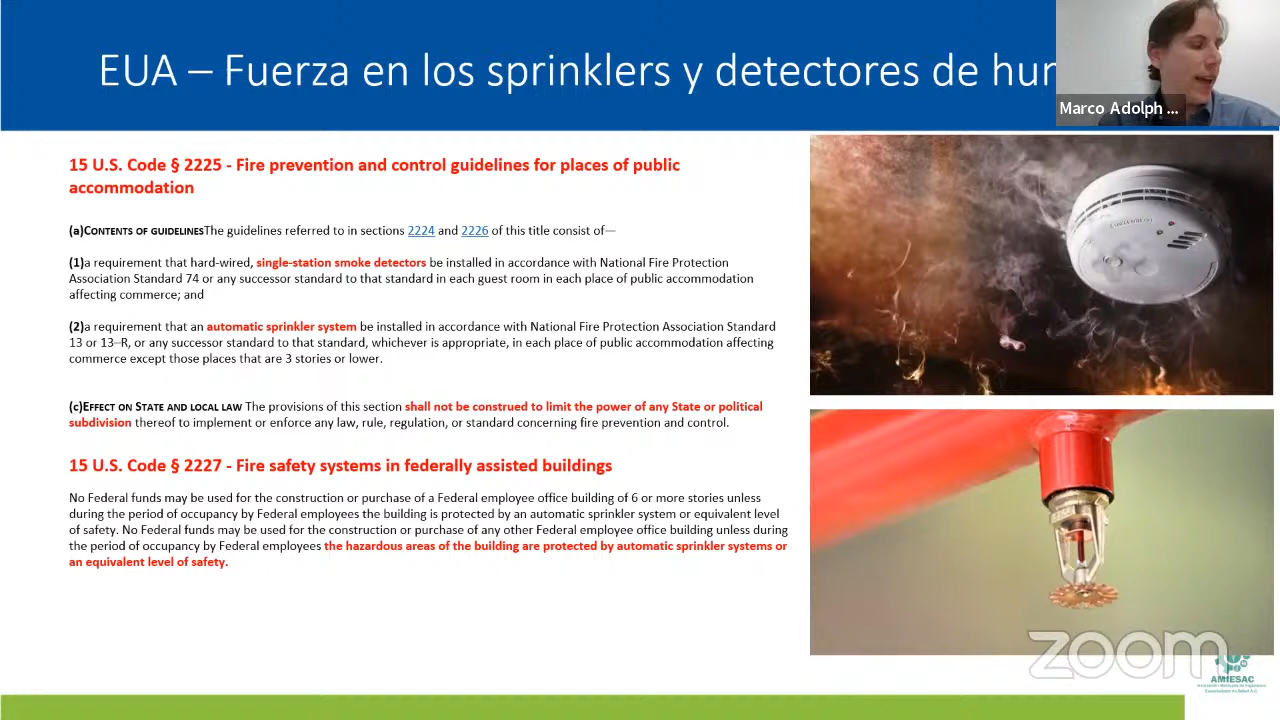 EUA – Fuerza en los sprinklers y detectores de hu
Marco Adolph ...
15 U.S. Code § 2225 - Fire prevention and control guidelines for places of public
accommodation
(a)CONTENTS OF GUIDELINESThe guidelines referred to in sections 2224 and 2226 of this title consist of—
(1)a requirement that hard-wired, single-station smoke detectors be installed in accordance with National Fire Protection
Association Standard 74 or any successor standard to that standard in each guest room in each place of public accommodation
affecting commerce; and
(2)a requirement that an automatic sprinkler system be installed in accordance with National Fire Protection Association Standard
13 or 13–R, or any successor standard to that standard, whichever is appropriate, in each place of public accommodation affecting
commerce except those places that are 3 stories or lower.
(c)EFFECT ON STATE AND LOCAL LAW The provisions of this section shall not be construed to limit the power of any State or political
subdivision thereof to implement or enforce any law, rule, regulation, or standard concerning fire prevention and control.
15 U.S. Code § 2227 - Fire safety systems in federally assisted buildings
No Federal funds may be used for the construction or purchase of a Federal employee office building of 6 or more stories unless
during the period of occupancy by Federal employees the building is protected by an automatic sprinkler system or equivalent level
of safety. No Federal funds may be used for the construction or purchase of any other Federal employee office building unless during
the period of occupancy by Federal employees the hazardous areas of the building are protected by automatic sprinkler systems or
an equivalent level of safety.
zoom
AMIESAC